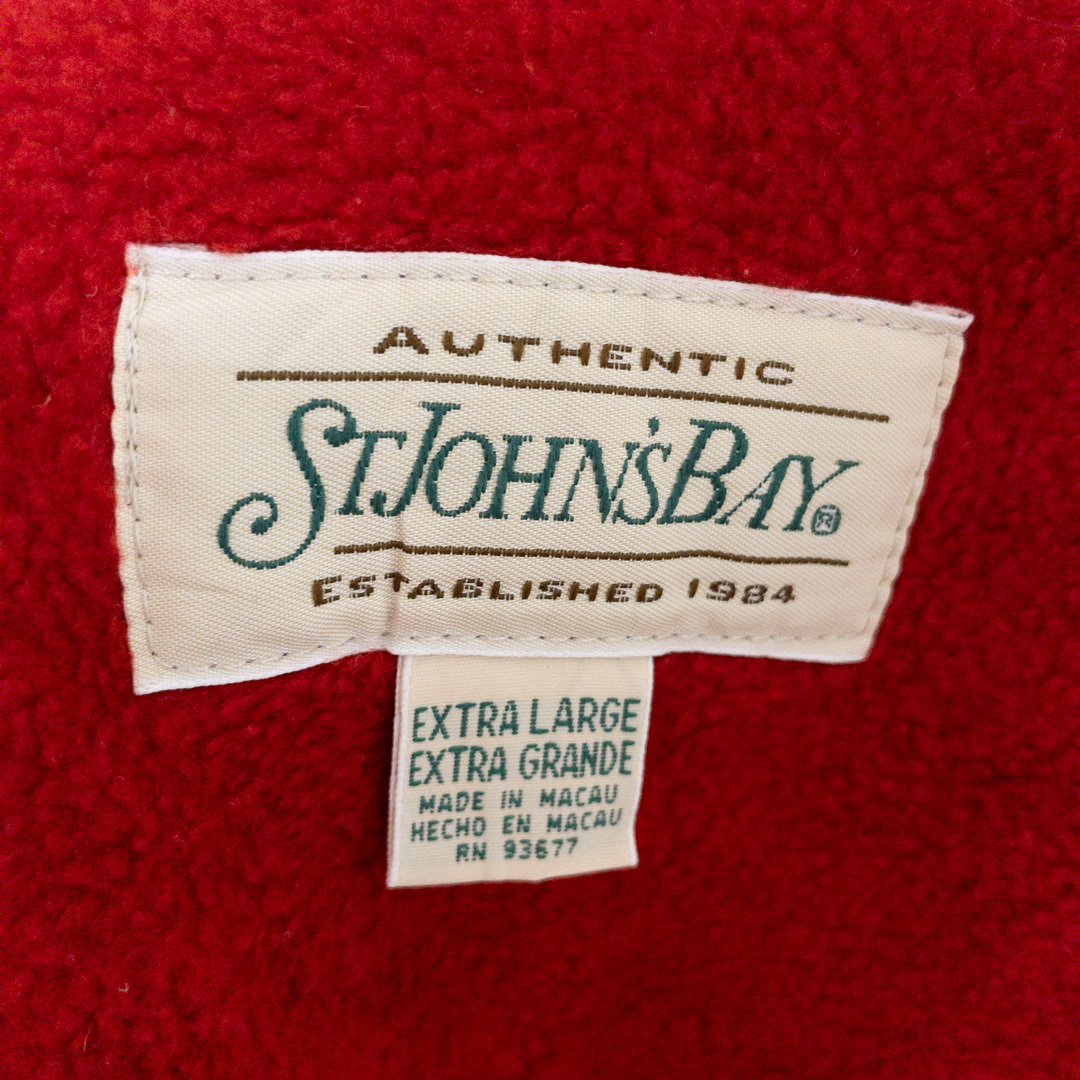 AUTHENTIC
ST. JOHN'S BAY®
ESTABLISHED 1984
EXTRA LARGE
EXTRA GRANDE
MADE IN MACAU
HECHO EN MACAU
RN 93677